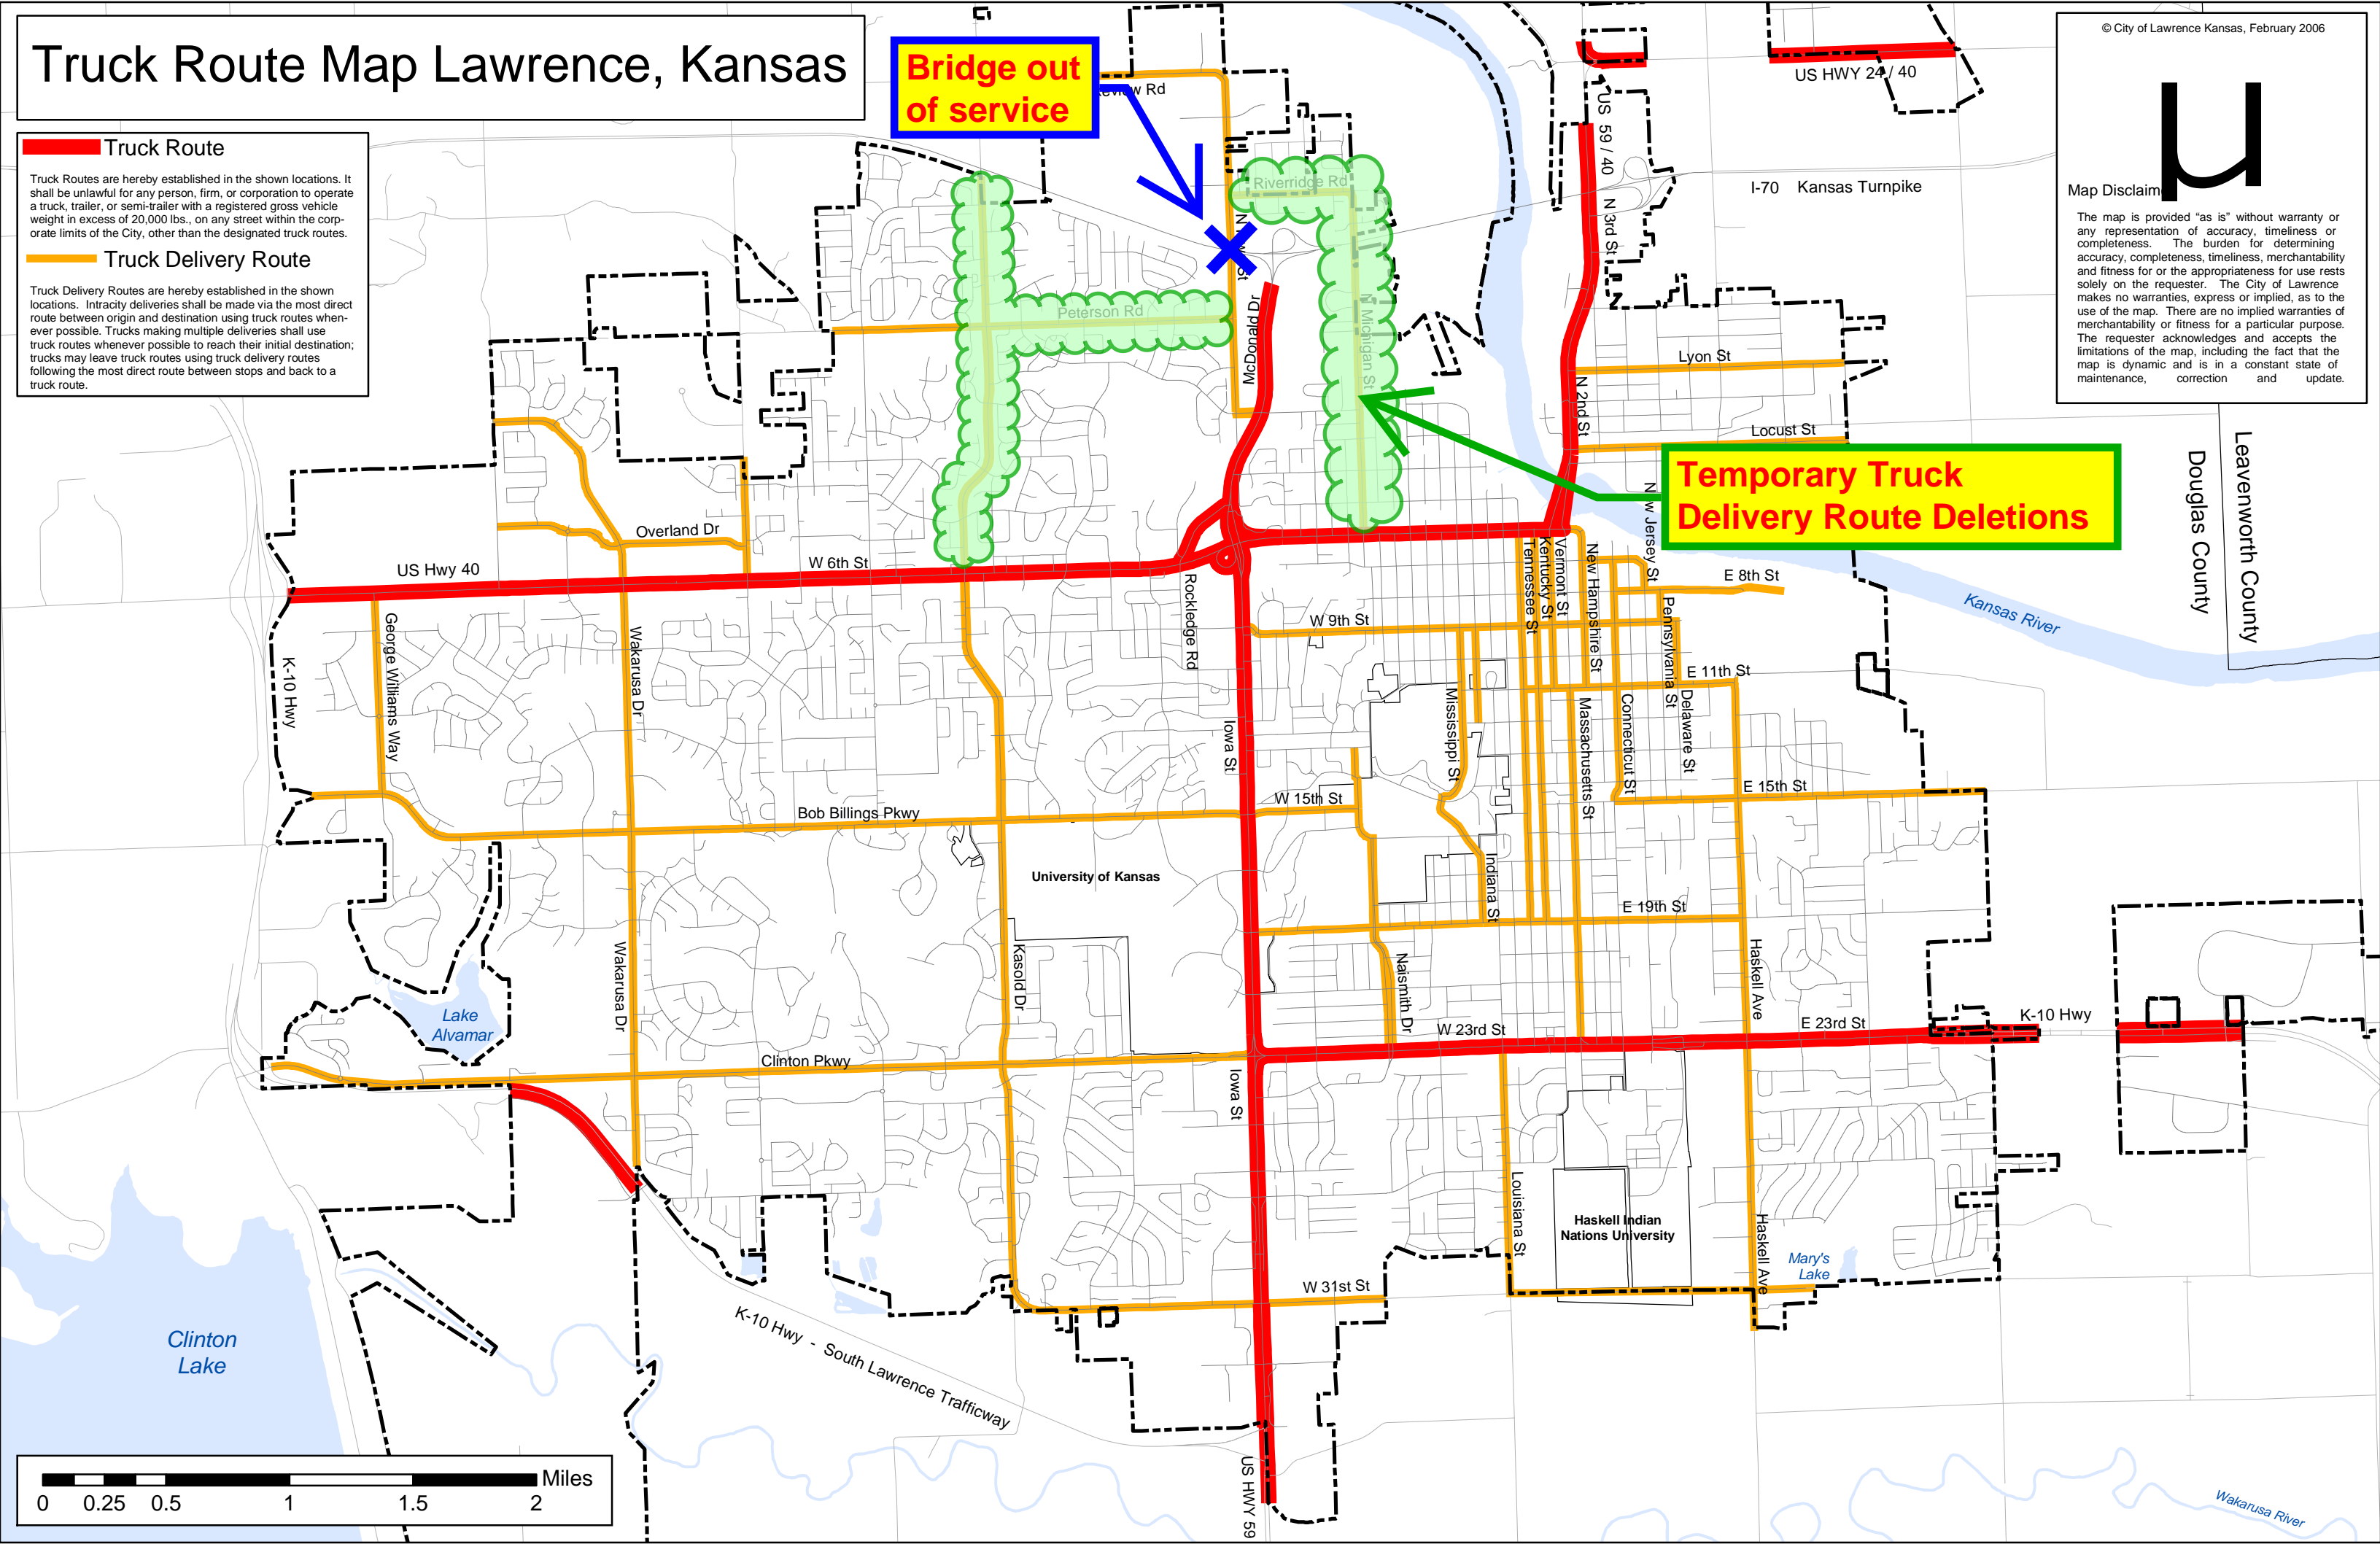 Truck Route Map Lawrence, Kansas
Truck Route
Truck Routes are hereby established in the shown locations. It
shall be unlawful for any person, firm, or corporation to operate
a truck, trailer, or semi-trailer with a registered gross vehicle
weight in excess of 20,000 lbs., on any street within the corp-
orate limits of the City, other than the designated truck routes.
Truck Delivery Route
Truck Delivery Routes are hereby established in the shown
locations. Intracity deliveries shall be made via the most direct
route between origin and destination using truck routes when-
ever possible. Trucks making multiple deliveries shall use
truck routes whenever possible to reach their initial destination;
trucks may leave truck routes using truck delivery routes
following the most direct route between stops and back to a
truck route.
Bridge out
of service
Rd
Riverridge Rd
N St
Peterson Rd
McDonald Dr
N Michigan St
US 59 / 40
N 3rd St
N 2nd St
US HWY 24 / 40
I-70 Kansas Turnpike
Lyon St
Locust St
© City of Lawrence Kansas, February 2006
µ
Map Disclaim
The map is provided “as is” without warranty or
any representation of accuracy, timeliness or
completeness. The burden for determining
accuracy, completeness, timeliness, merchantability
and fitness for or the appropriateness for use rests
solely on the requester. The City of Lawrence
makes no warranties, express or implied, as to the
use of the map. There are no implied warranties of
merchantability or fitness for a particular purpose.
The requester acknowledges and accepts the
limitations of the map, including the fact that the
map is dynamic and is in a constant state of
maintenance, correction and update.
Temporary Truck
Delivery Route Deletions
Douglas County
Leavenworth County
Kansas River
Overland Dr
US Hwy 40
W 6th St
K-10 Hwy
George Williams Way
Wakarusa Dr
Rockledge Rd
Iowa St
W 9th St
Tennessee St
Kentucky St
Vermont St
New Hampshire St
N w Jersey St
E 8th St
Pennsylvania St
E 11th St
Delaware St
Connecticut St
Massachusetts St
Mississippi St
Bob Billings Pkwy
W 15th St
E 15th St
University of Kansas
Indiana St
E 19th St
Wakarusa Dr
Kasold Dr
Naismith Dr
Haskell Ave
Lake
Alvamar
Clinton Pkwy
W 23rd St
E 23rd St
K-10 Hwy
Iowa St
Louisiana St
Haskell Indian
Nations University
Haskell Ave
Mary's
Lake
W 31st St
K-10 Hwy - South Lawrence Trafficway
Clinton
Lake
US HWY 59
Wakarusa River
Miles
0 0.25 0.5 1 1.5 2